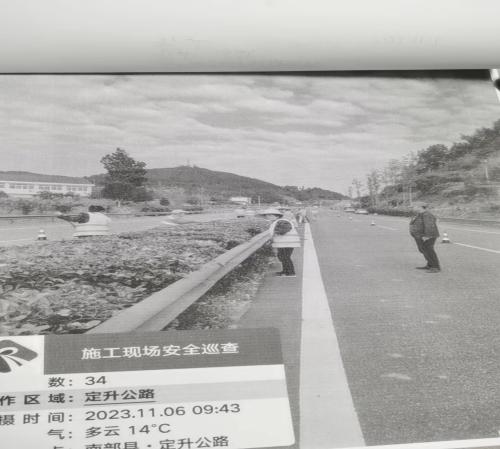 施工现场安全巡查
数: 34
作区域: 定升公路
摄时间: 2023.11.06 09:43
气: 多云 14°C
南部县·定升公路